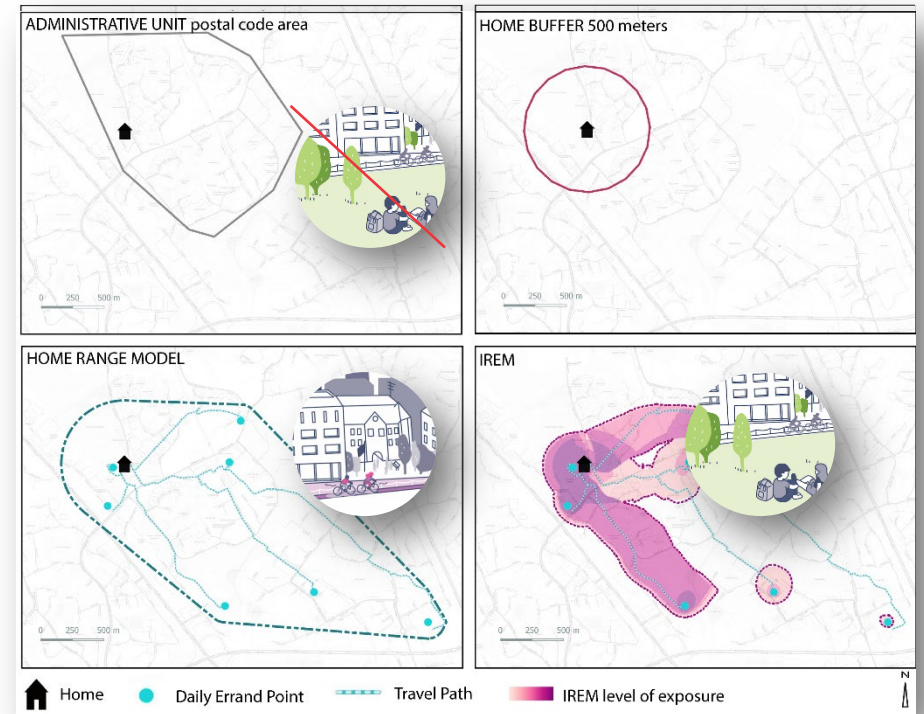 ADMINISTRATIVE UNIT postal code area
0 250 500 m
HOME BUFFER 500 meters
0 250 500 m
HOME RANGE MODEL
0 250 500 m
IREM
0 250 500 m
Home
Daily Errand Point
Travel Path
IREM level of exposure
N